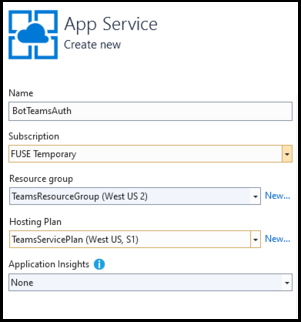 App Service
Create new
Name
BotTeamsAuth
Subscription
FUSE Temporary
Resource group
TeamsResourceGroup (West US 2)
New...
Hosting Plan
TeamsServicePlan (West US, S1)
New...
Application Insights
None